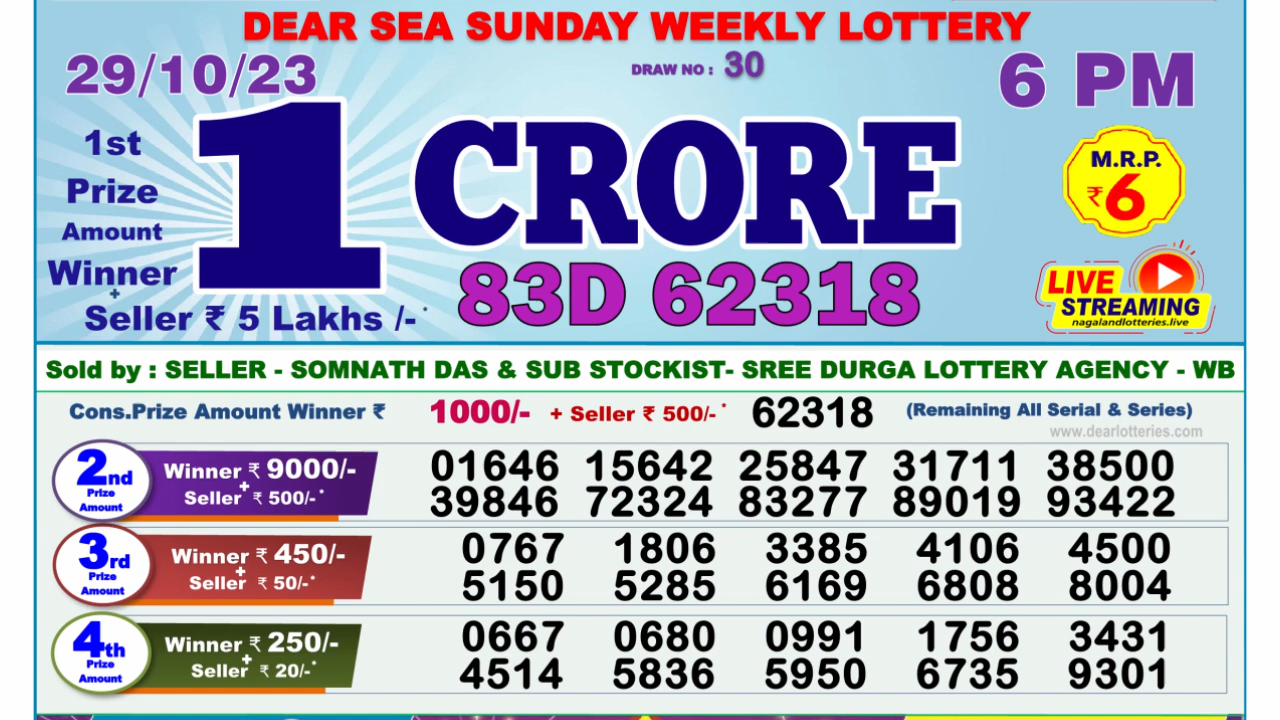 DEAR SEA SUNDAY WEEKLY LOTTERY
29/10/23
DRAW NO : 30
6 PM
1st
Prize
Amount
Winner
+
Seller ₹ 5 Lakhs /-*
1 CRORE
83D 62318
M.R.P.
₹6
LIVE
STREAMING
nagalandlotteries.live
Sold by : SELLER - SOMNATH DAS & SUB STOCKIST- SREE DURGA LOTTERY AGENCY - WB
Cons.Prize Amount Winner ₹ 1000/- + Seller ₹ 500/-* 62318 (Remaining All Serial & Series)
www.dearlotteries.com
2nd
Prize
Amount
Winner ₹ 9000/-
+
Seller ₹ 500/-*
01646 15642 25847 31711 38500
39846 72324 83277 89019 93422
3rd
Prize
Amount
Winner ₹ 450/-
+
Seller ₹ 50/-*
0767 1806 3385 4106 4500
5150 5285 6169 6808 8004
4th
Prize
Amount
Winner ₹ 250/-
+
Seller ₹ 20/-*
0667 0680 0991 1756 3431
4514 5836 5950 6735 9301